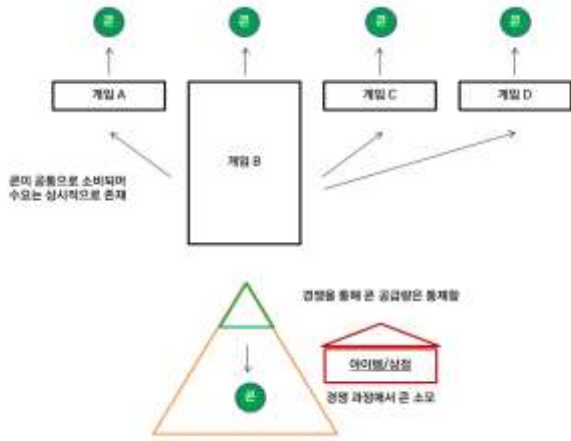 콘
콘
콘
콘
게임 A
게임 B
게임 C
게임 D
콘이 공통으로 소비되며
수요는 상시적으로 존재
경쟁을 통해 콘 공급량은 통제함
아이템/상점
콘
경쟁 과정에서 콘 소모